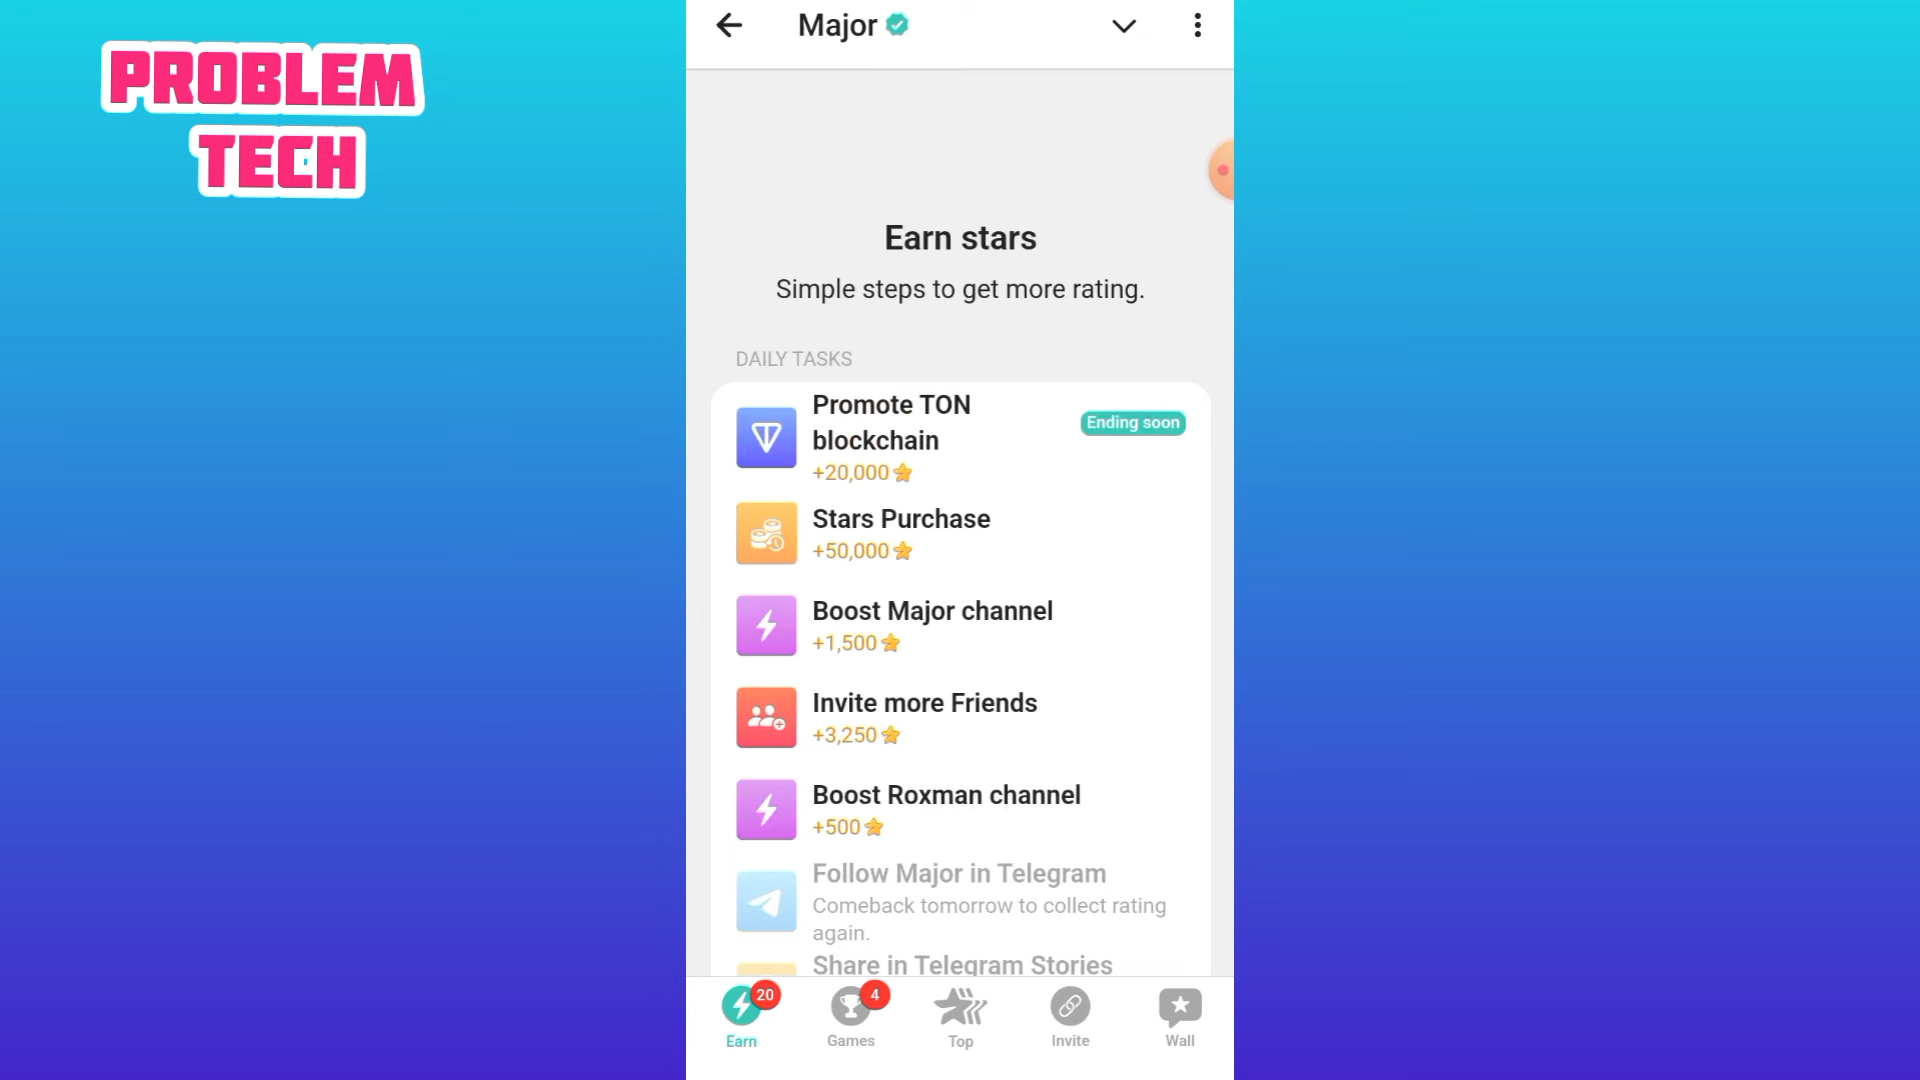 PROBLEM
TECH
Major
Earn stars
Simple steps to get more rating.
DAILY TASKS
Promote TON
blockchain
Ending soon
+20,000
Stars Purchase
+50,000
Boost Major channel
+1,500
Invite more Friends
+3,250
Boost Roxman channel
+500
Follow Major in Telegram
Comeback tomorrow to collect rating
again.
Share in Telegram Stories
20
4
Earn
Games
Top
Invite
Wall